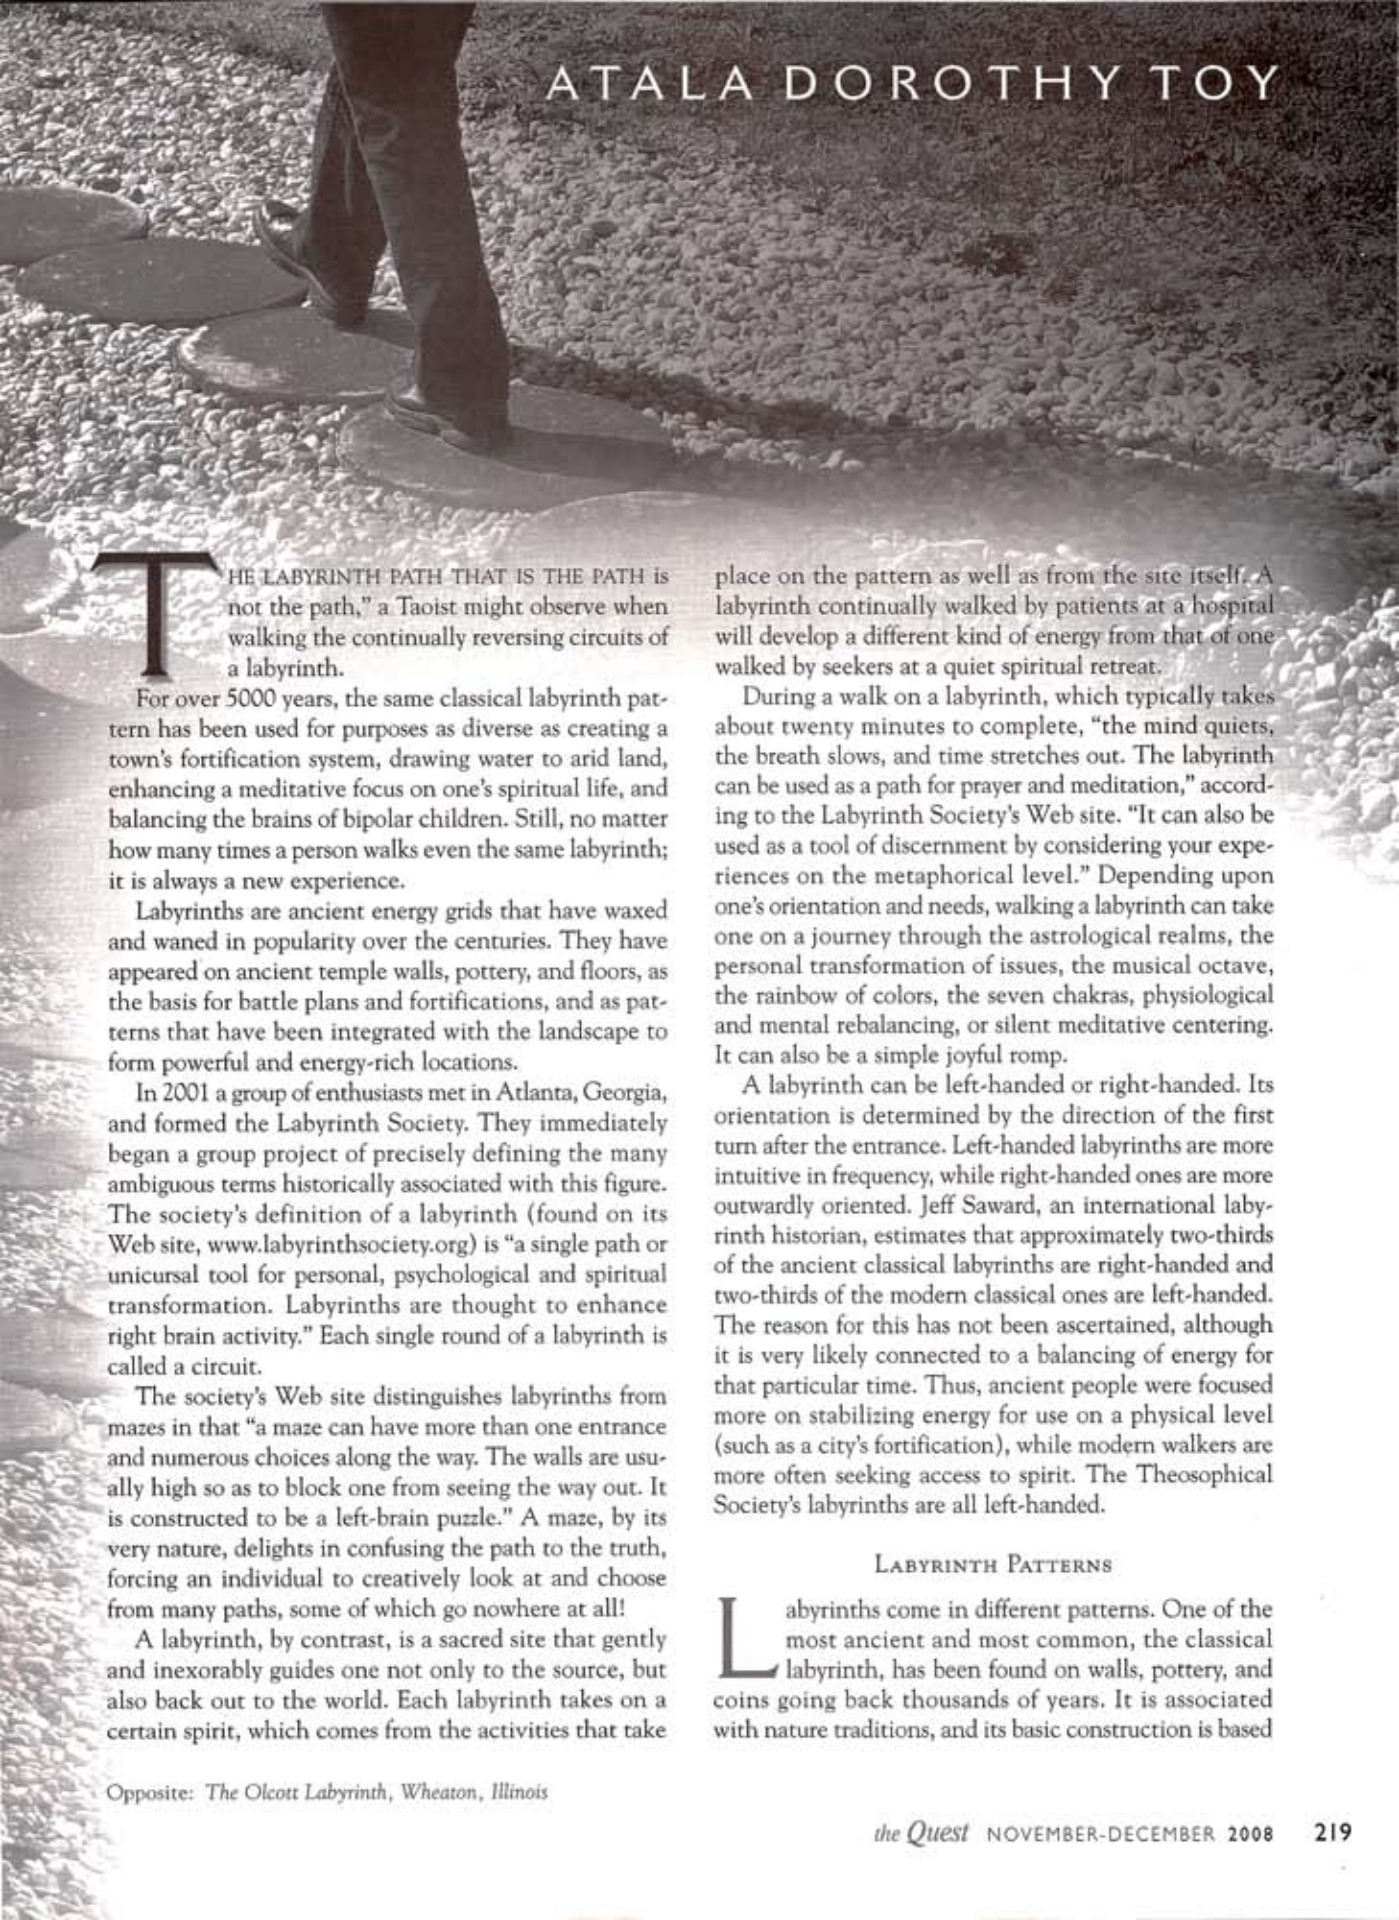 ATALA DOROTHY TOY
THE LABYRINTH PATH THAT IS THE PATH is
not the path,” a Taoist might observe when
walking the continually reversing circuits of
a labyrinth.
For over 5000 years, the same classical labyrinth pat-
tern has been used for purposes as diverse as creating a
town's fortification system, drawing water to arid land,
enhancing a meditative focus on one's spiritual life, and
balancing the brains of bipolar children. Still, no matter
how many times a person walks even the same labyrinth;
it is always a new experience.
Labyrinths are ancient energy grids that have waxed
and waned in popularity over the centuries. They have
appeared on ancient temple walls, pottery, and floors, as
the basis for battle plans and fortifications, and as pat-
terns that have been integrated with the landscape to
form powerful and energy-rich locations.
In 2001 a group of enthusiasts met in Atlanta, Georgia,
and formed the Labyrinth Society. They immediately
began a group project of precisely defining the many
ambiguous terms historically associated with this figure.
The society's definition of a labyrinth (found on its
Web site, www.labyrinthsociety.org) is “a single path or
unicursal tool for personal, psychological and spiritual
transformation. Labyrinths are thought to enhance
right brain activity.” Each single round of a labyrinth is
called a circuit.
The society's Web site distinguishes labyrinths from
mazes in that “a maze can have more than one entrance
and numerous choices along the way. The walls are usu-
ally high so as to block one from seeing the way out. It
is constructed to be a left-brain puzzle.” A maze, by its
very nature, delights in confusing the path to the truth,
forcing an individual to creatively look at and choose
from many paths, some of which go nowhere at all!
A labyrinth, by contrast, is a sacred site that gently
and inexorably guides one not only to the source, but
also back out to the world. Each labyrinth takes on a
certain spirit, which comes from the activities that take
place on the pattern as well as from the site itself. A
labyrinth continually walked by patients at a hospital
will develop a different kind of energy from that of one
walked by seekers at a quiet spiritual retreat.
During a walk on a labyrinth, which typically takes
about twenty minutes to complete, “the mind quiets,
the breath slows, and time stretches out. The labyrinth
can be used as a path for prayer and meditation,” accord-
ing to the Labyrinth Society's Web site. “It can also be
used as a tool of discernment by considering your expe-
riences on the metaphorical level.” Depending upon
one's orientation and needs, walking a labyrinth can take
one on a journey through the astrological realms, the
personal transformation of issues, the musical octave,
the rainbow of colors, the seven chakras, physiological
and mental rebalancing, or silent meditative centering.
It can also be a simple joyful romp.
A labyrinth can be left-handed or right-handed. Its
orientation is determined by the direction of the first
turn after the entrance. Left-handed labyrinths are more
intuitive in frequency, while right-handed ones are more
outwardly oriented. Jeff Saward, an international laby-
rinth historian, estimates that approximately two-thirds
of the ancient classical labyrinths are right-handed and
two-thirds of the modern classical ones are left-handed.
The reason for this has not been ascertained, although
it is very likely connected to a balancing of energy for
that particular time. Thus, ancient people were focused
more on stabilizing energy for use on a physical level
(such as a city's fortification), while modern walkers are
more often seeking access to spirit. The Theosophical
Society's labyrinths are all left-handed.
LABYRINTH PATTERNS
Labyrinths come in different patterns. One of the
most ancient and most common, the classical
labyrinth, has been found on walls, pottery, and
coins going back thousands of years. It is associated
with nature traditions, and its basic construction is based
Opposite: The Olcott Labyrinth, Wheaton, Illinois
the Quest NOVEMBER-DECEMBER 2008 219